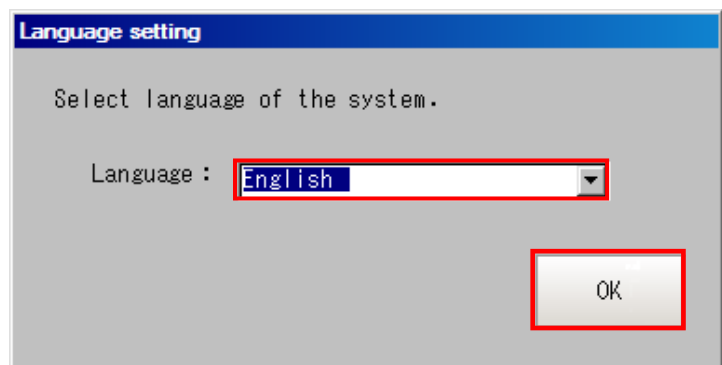 Language setting
Select language of the system.
Language : English
OK